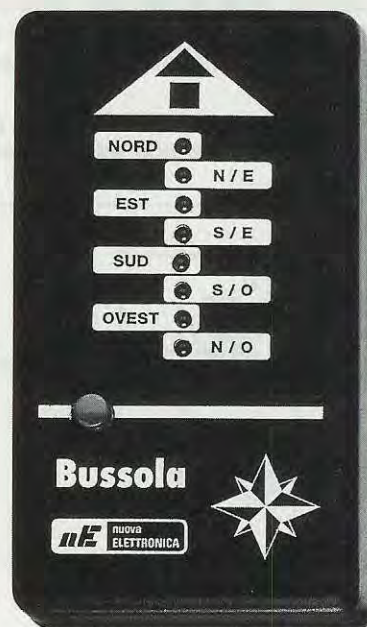 NORD
N / E
EST
S / E
SUD
S / O
OVEST
N / O
Bussola
nE nuova
ELETTRONICA